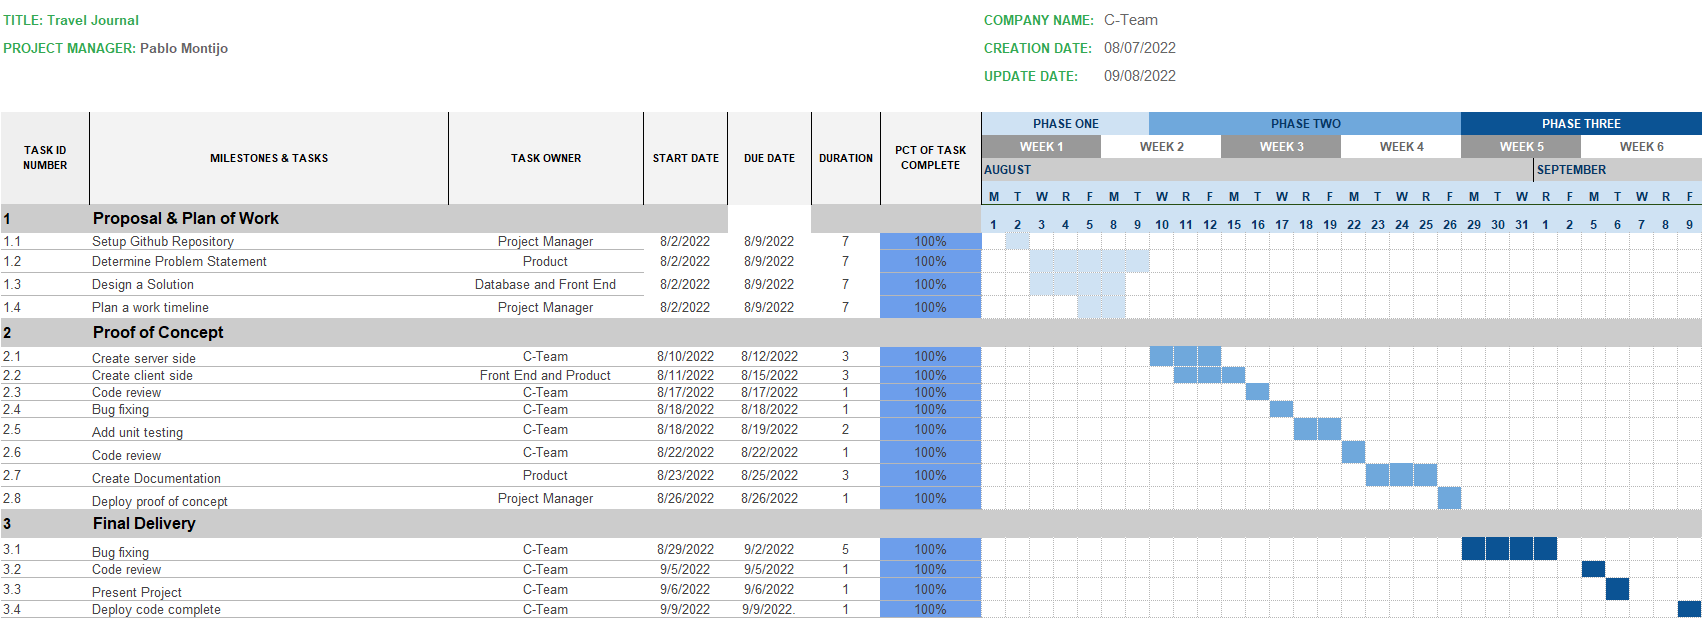 TITLE: Travel Journal COMPANY NAME: C-Team
PROJECT MANAGER: Pablo Montijo CREATION DATE: 08/07/2022
UPDATE DATE: 09/08/2022
PHASE ONE PHASE TWO PHASE THREE
WEEK 1 WEEK 2 WEEK 3 WEEK 4 WEEK 5 WEEK 6
TASK ID NUMBER MILESTONES & TASKS TASK OWNER START DATE DUE DATE DURATION PCT OF TASK COMPLETE
AUGUST SEPTEMBER
M T W R F M T W R F M T W R F M T W R F M T W R F M T W R F
1 Proposal & Plan of Work 1 2 3 4 5 8 9 10 11 12 15 16 17 18 19 22 23 24 25 26 29 30 31 1 2 5 6 7 8 9
1.1 Setup Github Repository Project Manager 8/2/2022 8/9/2022 7 100%
1.2 Determine Problem Statement Product 8/2/2022 8/9/2022 7 100%
1.3 Design a Solution Database and Front End 8/2/2022 8/9/2022 7 100%
1.4 Plan a work timeline Project Manager 8/2/2022 8/9/2022 7 100%
2 Proof of Concept
2.1 Create server side C-Team 8/10/2022 8/12/2022 3 100%
2.2 Create client side Front End and Product 8/11/2022 8/15/2022 3 100%
2.3 Code review C-Team 8/17/2022 8/17/2022 1 100%
2.4 Bug fixing C-Team 8/18/2022 8/18/2022 1 100%
2.5 Add unit testing C-Team 8/18/2022 8/19/2022 2 100%
2.6 Code review C-Team 8/22/2022 8/22/2022 1 100%
2.7 Create Documentation Product 8/23/2022 8/25/2022 3 100%
2.8 Deploy proof of concept Project Manager 8/26/2022 8/26/2022 1 100%
3 Final Delivery
3.1 Bug fixing C-Team 8/29/2022 9/2/2022 5 100%
3.2 Code review C-Team 9/5/2022 9/5/2022 1 100%
3.3 Present Project C-Team 9/6/2022 9/6/2022 1 100%
3.4 Deploy code complete C-Team 9/9/2022 9/9/2022. 1 100%